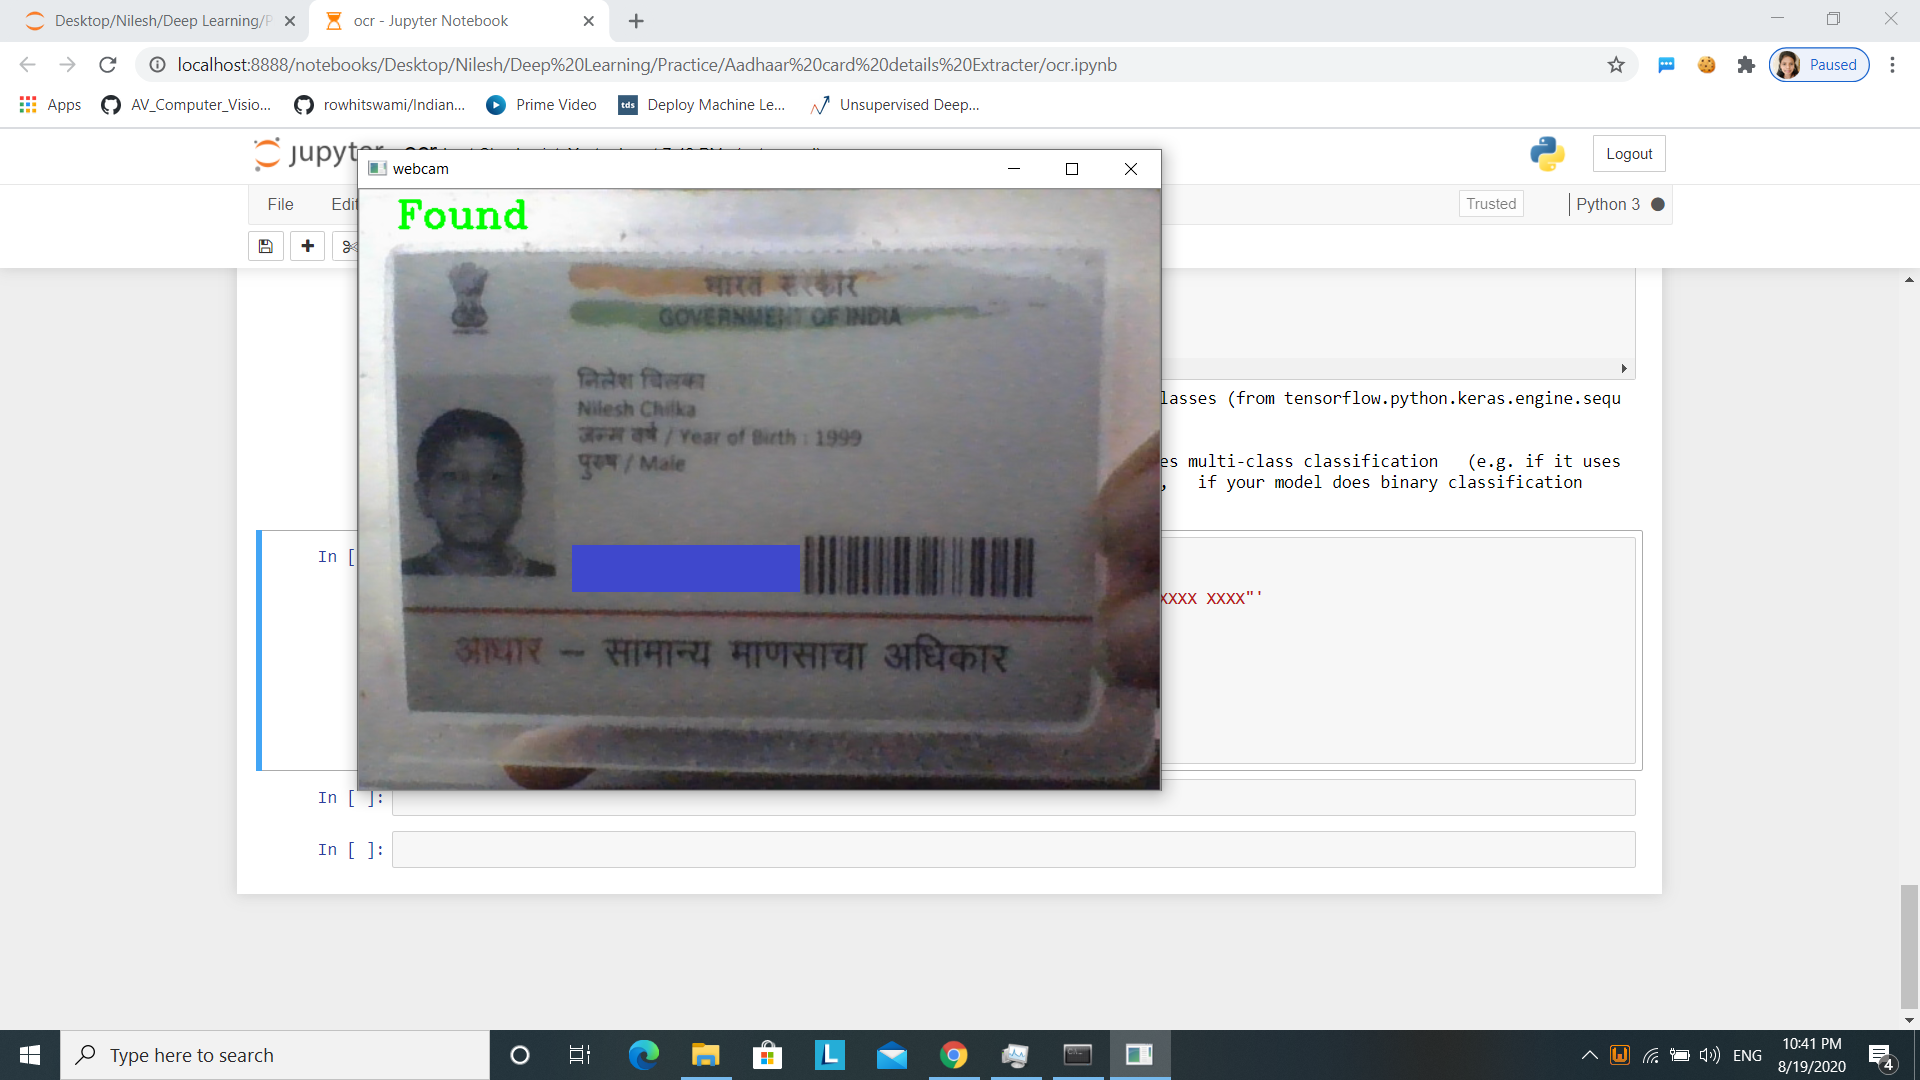 Desktop/Nilesh/Deep Learning/P
ocr - Jupyter Notebook
localhost:8888/notebooks/Desktop/Nilesh/Deep%20Learning/Practice/Aadhaar%20card%20details%20Extracter/ocr.ipynb
Paused
Apps
AV_Computer_Visio...
rowhitswami/Indian...
Prime Video
tds
Deploy Machine Le...
Unsupervised Deep...
jupyter
Logout
webcam
File
Edit
Trusted
Python 3
Found
भारत सरकार
GOVERNMENT OF INDIA
निलेश चिलका
Nilesh Chilka
जन्म वर्ष / Year of Birth : 1999
पुरुष / Male
आधार – सामान्य माणसाचा अधिकार
lasses (from tensorflow.python.keras.engine.sequ
es multi-class classification (e.g. if it uses
, if your model does binary classification
In [
XXXX XXXX"'
In [ ]:
In [ ]:
Type here to search
L
ENG
10:41 PM
8/19/2020
4